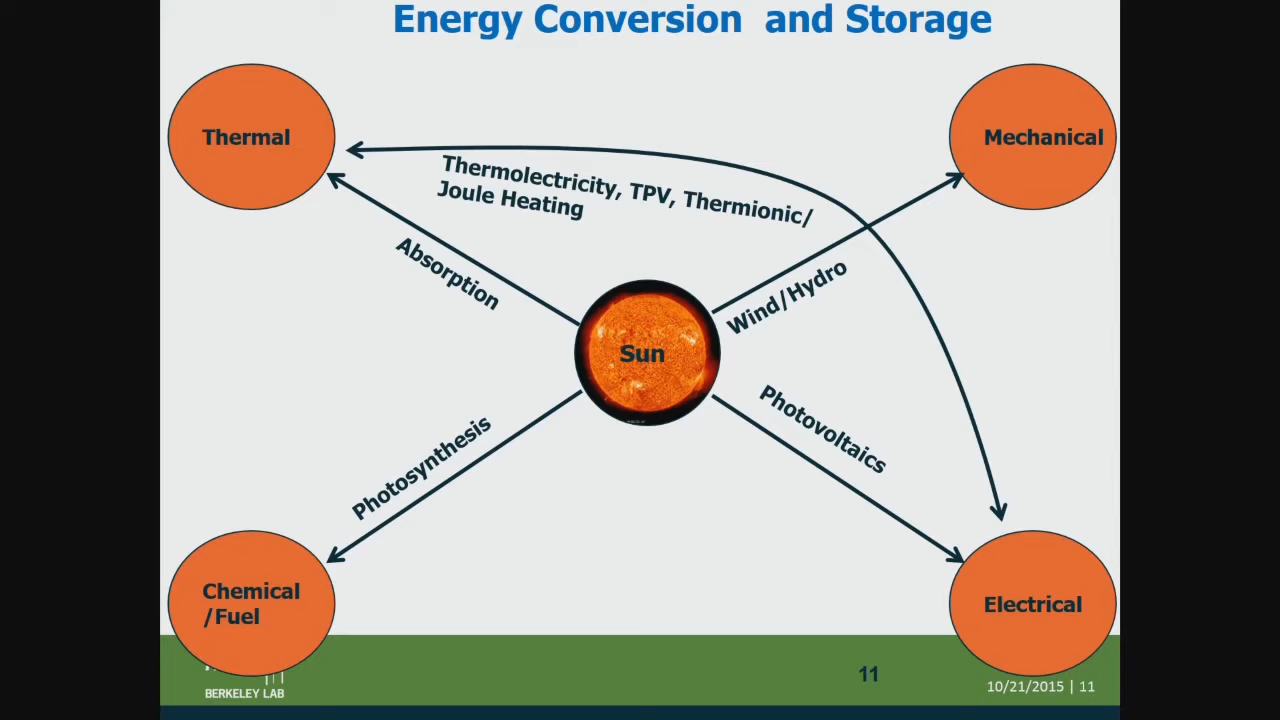 Energy Conversion  and Storage
Thermal
Mechanical
Thermolectricity, TPV, Thermionic/
Joule Heating
Absorption
Wind/Hydro
Sun
Photosynthesis
Photovoltaics
Chemical
/Fuel
Electrical
BERKELEY LAB
11
10/21/2015 | 11